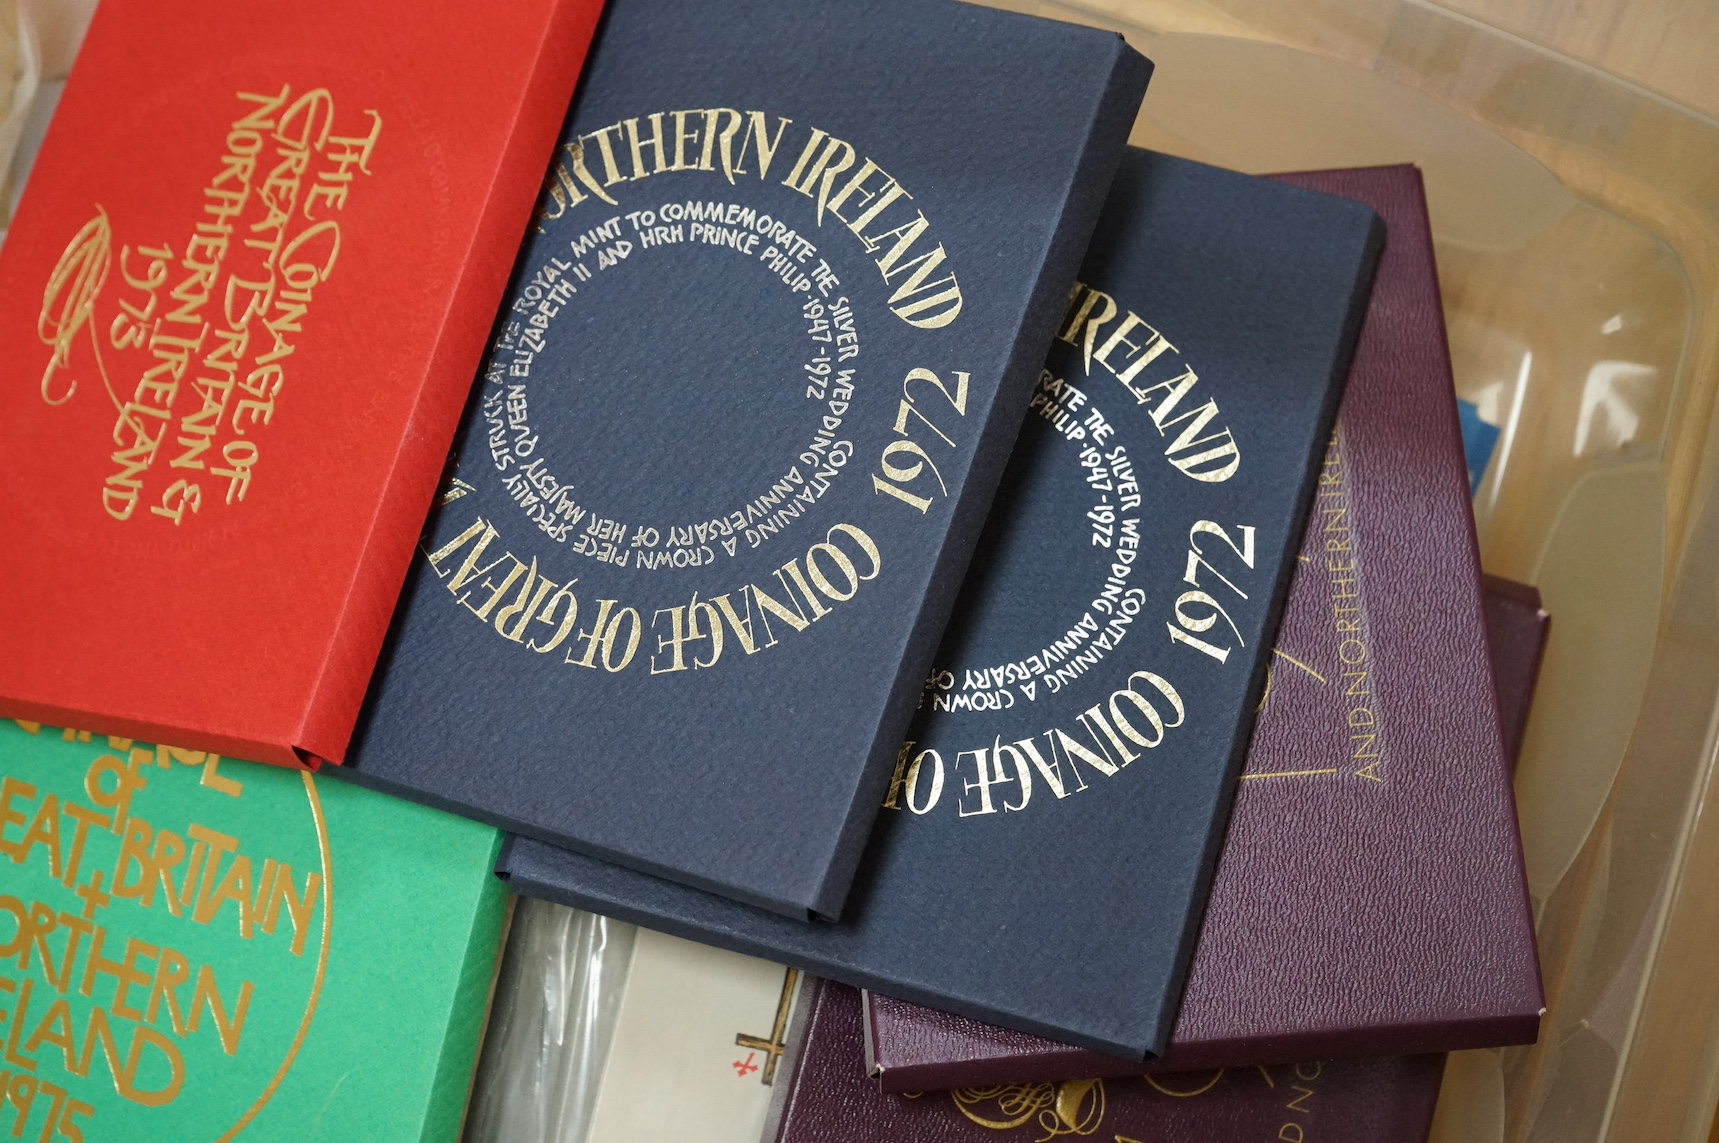 THE COINAGE OF
GREAT BRITAIN &
NORTHERN IRELAND
1973
NORTHERN IRELAND
1972
COINAGE OF GREAT
CONTAINING A CROWN PIECE SPECIALLY STRUCK AT THE ROYAL MINT TO COMMEMORATE THE SILVER WEDDING
ANNIVERSARY OF HER MAJESTY QUEEN ELIZABETH II AND HRH PRINCE PHILIP·1947-1972
IRELAND
1972
COINAGE OF
CONTAINING A CROWN
THE SILVER WEDDING
ANNIVERSARY OF
PHILIP·1947-1972
AND NORTHERN
OF
BRITAIN
+
NORTHERN
IRELAND
1975